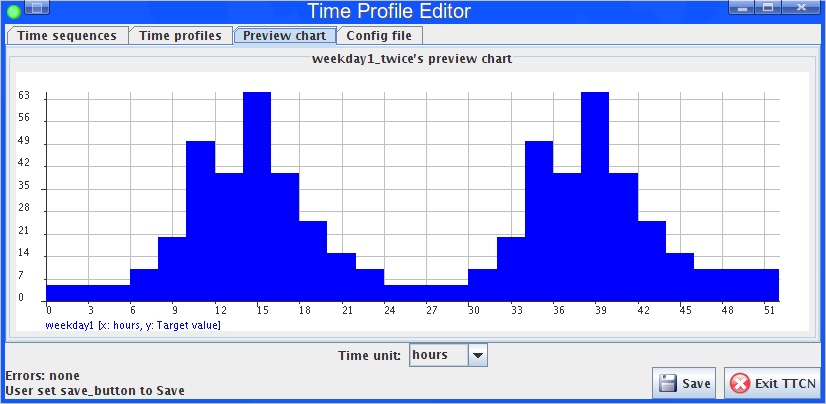 Time Profile Editor
Time sequences Time profiles Preview chart Config file
weekday1_twice's preview chart
63
56
49
42
35
28
21
14
7
0
0 3 6 9 12 15 18 21 24 27 30 33 36 39 42 45 48 51
weekday1 [x: hours, y: Target value]
Time unit: hours
Errors: none
User set save_button to Save
Save Exit TTCN